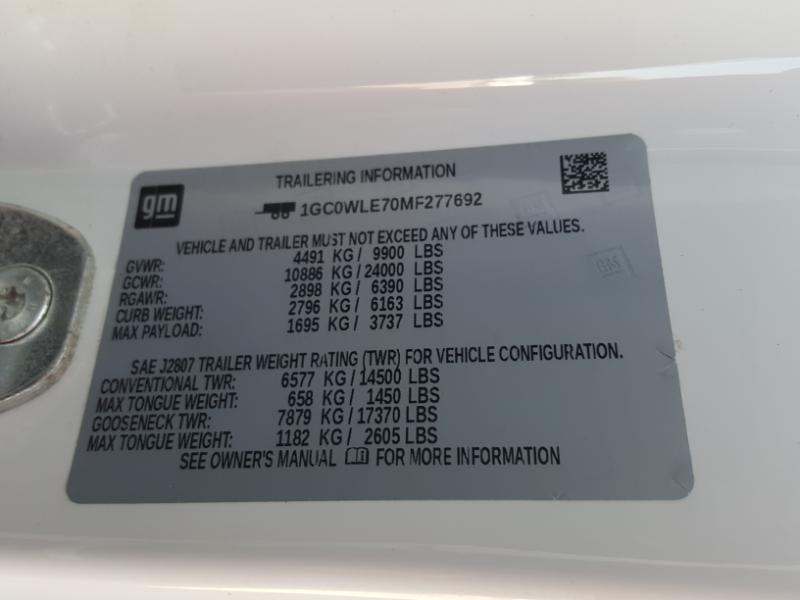 TRAILERING INFORMATION
gm
1GC0WLE70MF277692
VEHICLE AND TRAILER MUST NOT EXCEED ANY OF THESE VALUES.
GVWR: 4491 KG / 9900 LBS
GCWR: 10886 KG / 24000 LBS
RGAWR: 2898 KG / 6390 LBS
CURB WEIGHT: 2796 KG / 6163 LBS
MAX PAYLOAD: 1695 KG / 3737 LBS
GM
SAE J2807 TRAILER WEIGHT RATING (TWR) FOR VEHICLE CONFIGURATION.
CONVENTIONAL TWR: 6577 KG / 14500 LBS
MAX TONGUE WEIGHT: 658 KG / 1450 LBS
GOOSENECK TWR: 7879 KG / 17370 LBS
MAX TONGUE WEIGHT: 1182 KG / 2605 LBS
SEE OWNER'S MANUAL FOR MORE INFORMATION